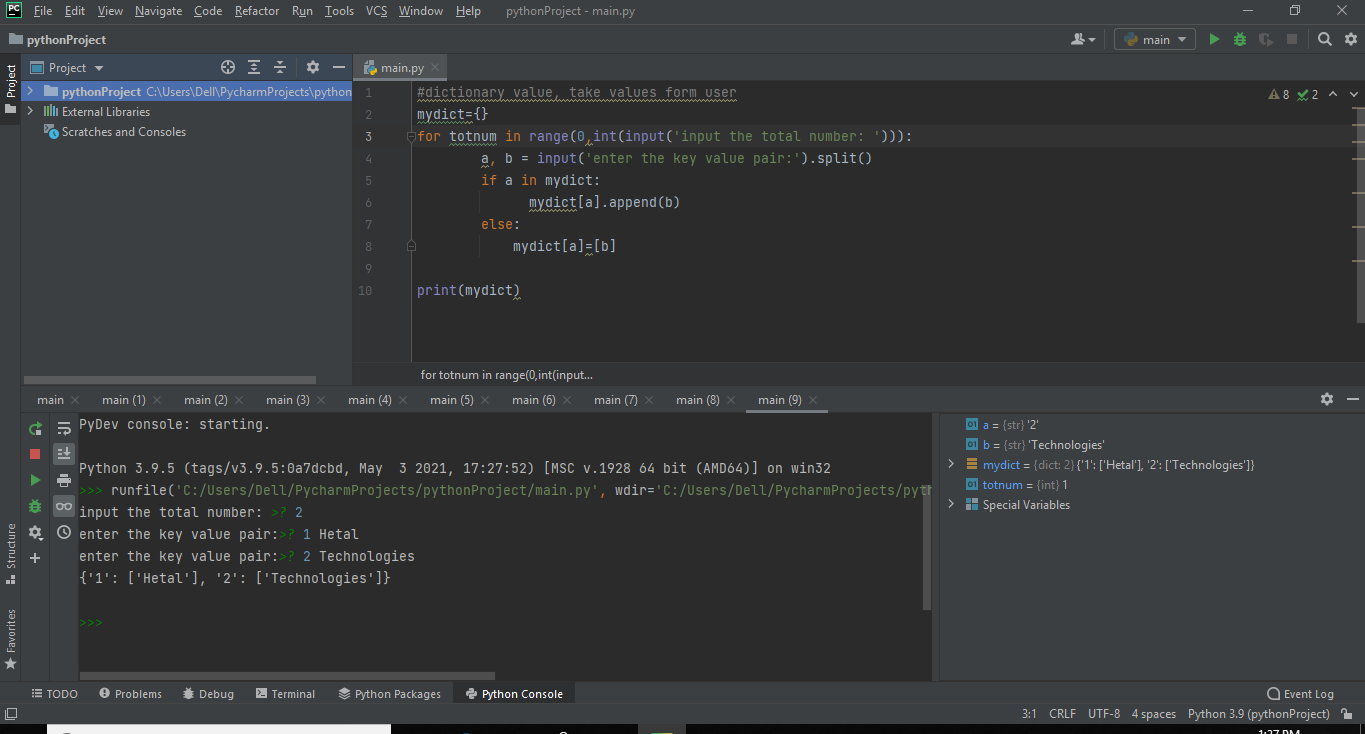 PC File Edit View Navigate Code Refactor Run Tools VCS Window Help pythonProject - main.py
pythonProject main
Project
Project main.py
pythonProject C:\Users\Dell\PycharmProjects\python
External Libraries
Scratches and Consoles
8 2
1 #dictionary value, take values form user
2 mydict={}
3 for totnum in range(0,int(input('input the total number: '))):
4 a, b = input('enter the key value pair:').split()
5 if a in mydict:
6 mydict[a].append(b)
7 else:
8 mydict[a]=[b]
9
10 print(mydict)
for totnum in range(0,int(input...
main main (1) main (2) main (3) main (4) main (5) main (6) main (7) main (8) main (9)
PyDev console: starting.
Python 3.9.5 (tags/v3.9.5:0a7dcbd, May  3 2021, 17:27:52) [MSC v.1928 64 bit (AMD64)] on win32
>>> runfile('C:/Users/Dell/PycharmProjects/pythonProject/main.py', wdir='C:/Users/Dell/PycharmProjects/pyth
input the total number: >? 2
enter the key value pair:>? 1 Hetal
enter the key value pair:>? 2 Technologies
{'1': ['Hetal'], '2': ['Technologies']}
>>>
a = {str} '2'
b = {str} 'Technologies'
mydict = {dict: 2} {'1': ['Hetal'], '2': ['Technologies']}
totnum = {int} 1
Special Variables
Structure
Favorites
TODO Problems Debug Terminal Python Packages Python Console Event Log
3:1 CRLF UTF-8 4 spaces Python 3.9 (pythonProject)